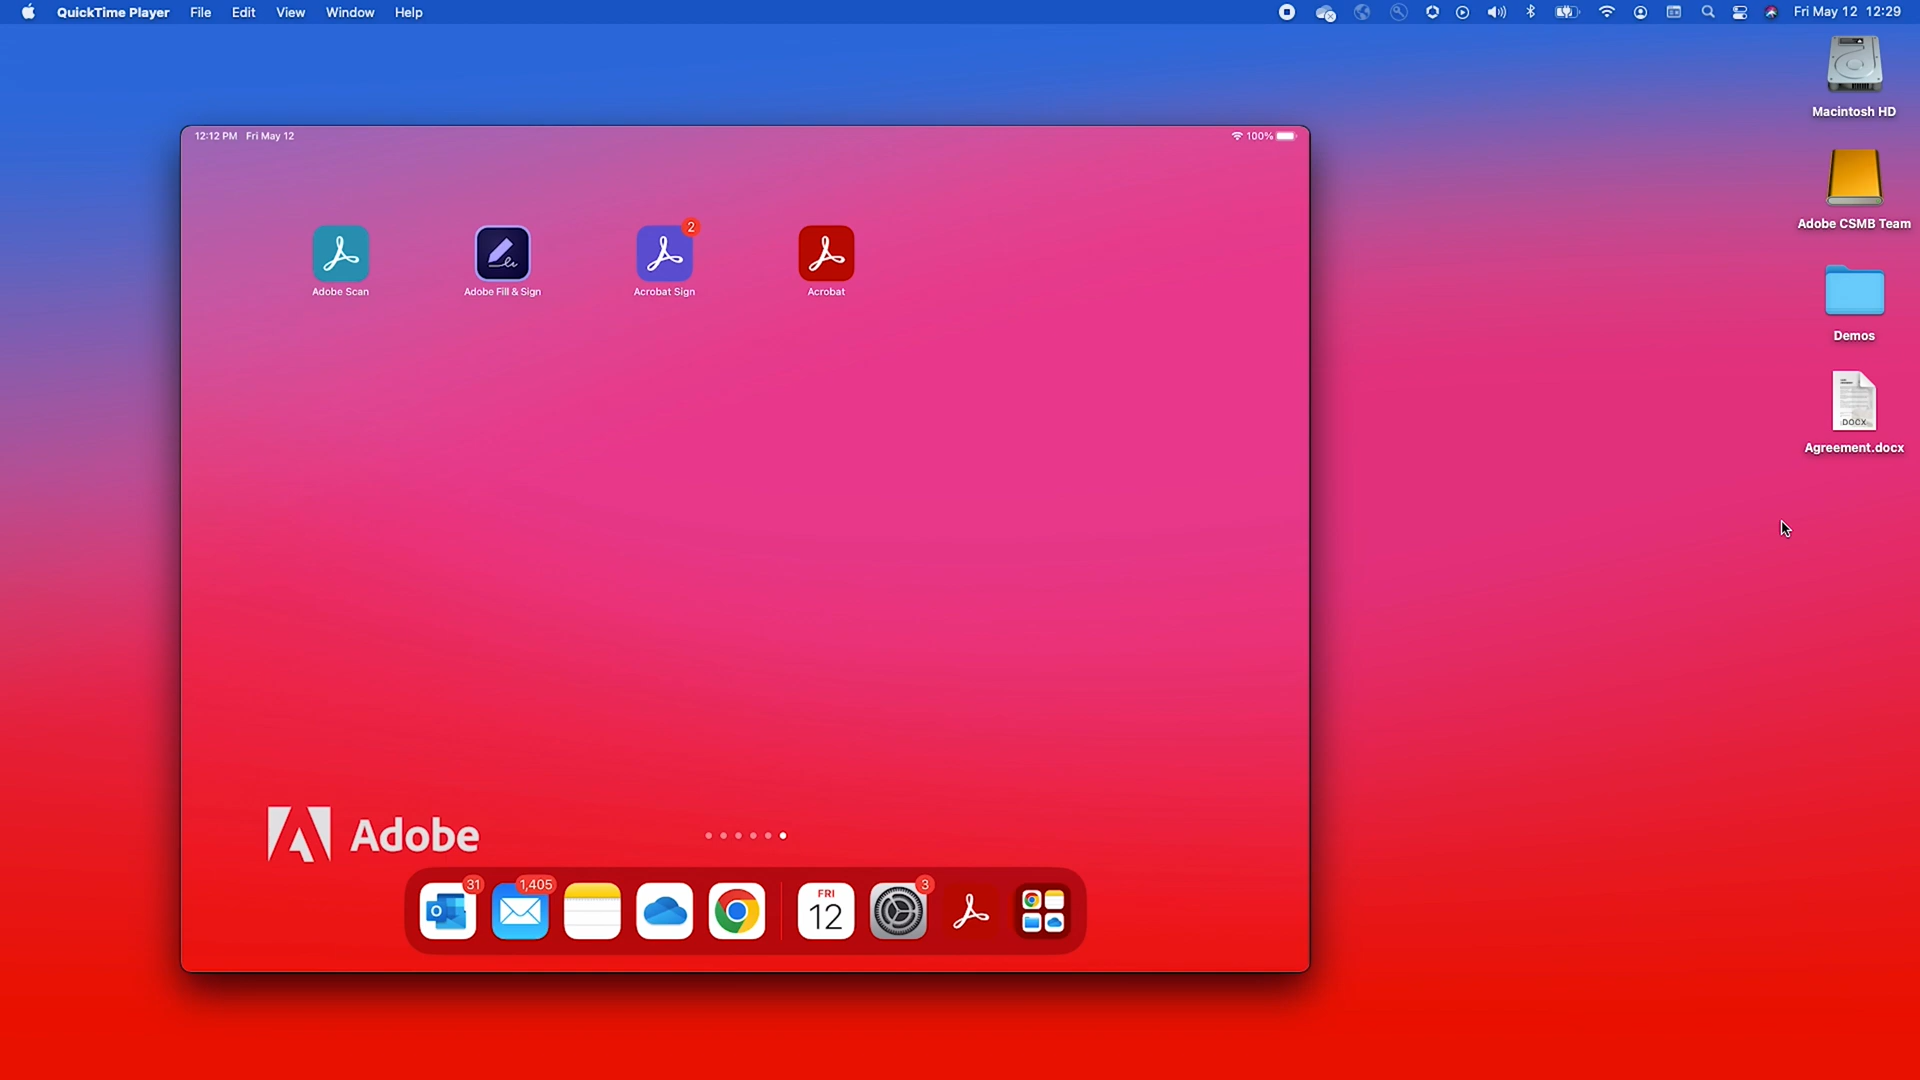 QuickTime Player File Edit View Window Help Fri May 12 12:29
Macintosh HD
Adobe CSMB Team
Demos
DOCX
Agreement.docx
12:12 PM Fri May 12 100%
2
Adobe Scan Adobe Fill & Sign Acrobat Sign Acrobat
Adobe
31 1,405 3
FRI
12